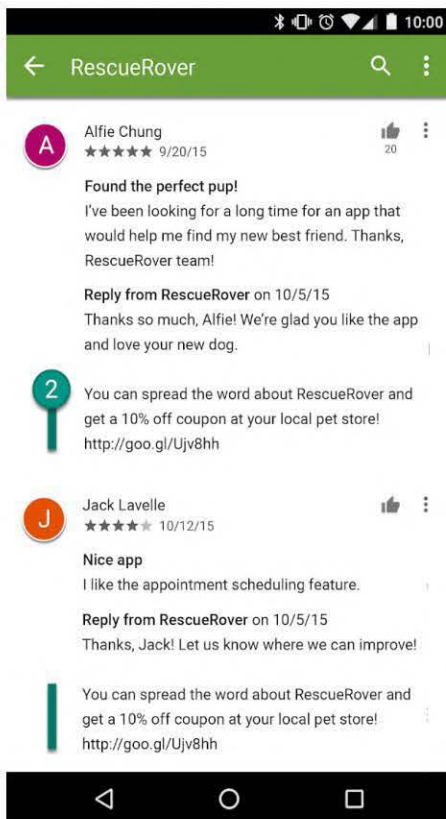 10:00
RescueRover
A
Alfie Chung
★★★★★ 9/20/15
20
Found the perfect pup!
I've been looking for a long time for an app that
would help me find my new best friend. Thanks,
RescueRover team!
Reply from RescueRover on 10/5/15
Thanks so much, Alfie! We're glad you like the app
and love your new dog.
2
You can spread the word about RescueRover and
get a 10% off coupon at your local pet store!
http://goo.gl/Ujv8hh
J
Jack Lavelle
★★★★★ 10/12/15
Nice app
I like the appointment scheduling feature.
Reply from RescueRover on 10/5/15
Thanks, Jack! Let us know where we can improve!
You can spread the word about RescueRover and
get a 10% off coupon at your local pet store!
http://goo.gl/Ujv8hh